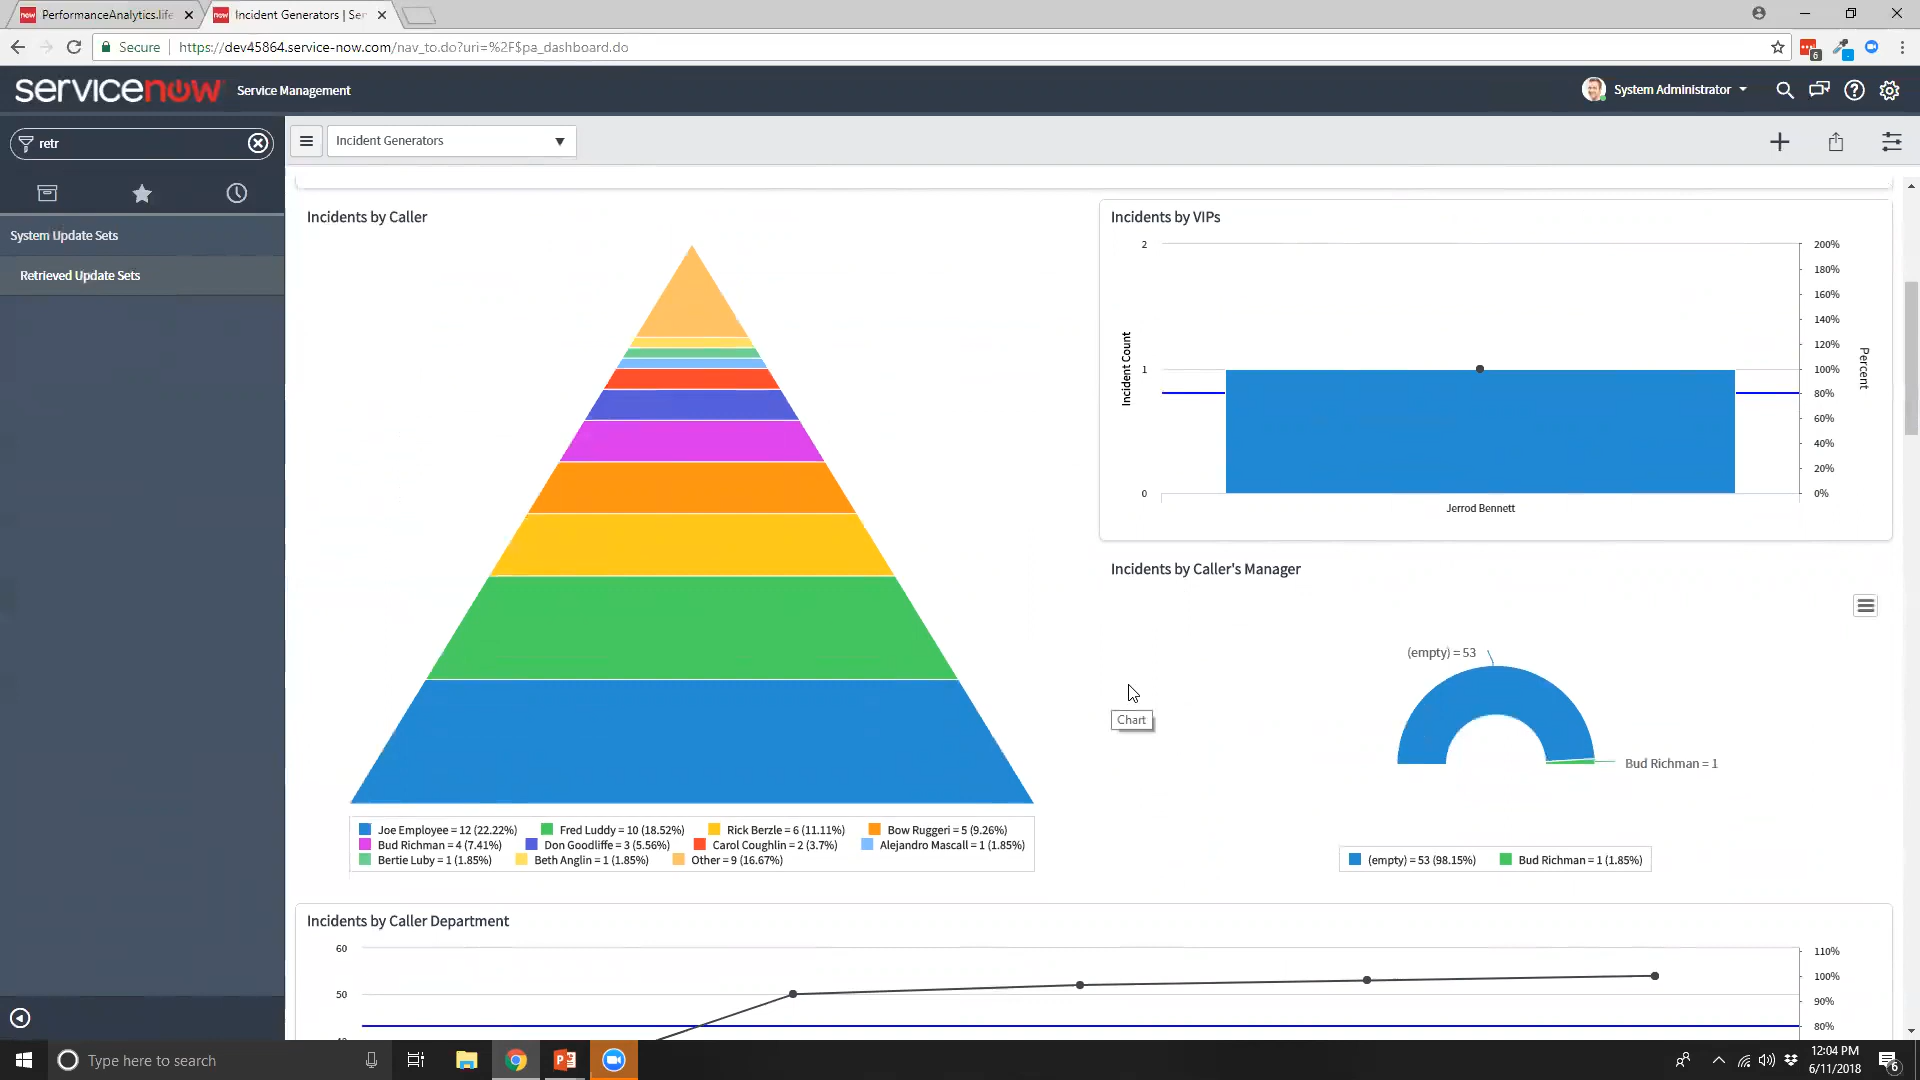 PerformanceAnalytics.life
Incident Generators | Ser
Secure
https://dev45864.service-now.com/nav_to.do?uri=%2F$pa_dashboard.do
6
servicenow
Service Management
System Administrator
retr
Incident Generators
System Update Sets
Retrieved Update Sets
Incidents by Caller
Joe Employee = 12 (22.22%)
Fred Luddy = 10 (18.52%)
Rick Berzle = 6 (11.11%)
Bow Ruggeri = 5 (9.26%)
Bud Richman = 4 (7.41%)
Don Goodliffe = 3 (5.56%)
Carol Coughlin = 2 (3.7%)
Alejandro Mascall = 1 (1.85%)
Bertie Luby = 1 (1.85%)
Beth Anglin = 1 (1.85%)
Other = 9 (16.67%)
Incidents by VIPs
2
1
0
Incident Count
200%
180%
160%
140%
120%
100%
80%
60%
40%
20%
0%
Percent
Jerrod Bennett
Incidents by Caller's Manager
(empty) = 53
Bud Richman = 1
(empty) = 53 (98.15%)
Bud Richman = 1 (1.85%)
Chart
Incidents by Caller Department
60
50
110%
100%
90%
80%
Type here to search
12:04 PM
6/11/2018
6